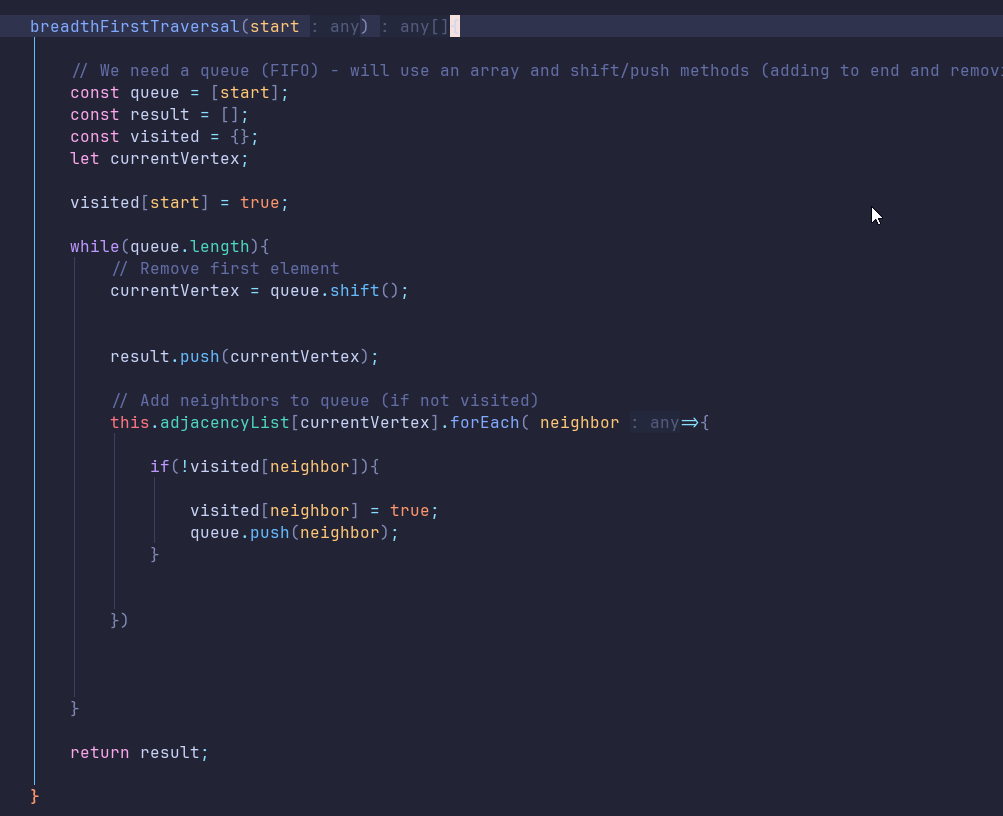 breadthFirstTraversal(start : any) : any[]{
// We need a queue (FIFO) - will use an array and shift/push methods (adding to end and
const queue = [start];
const result = [];
const visited = {};
let currentVertex;
visited[start] = true;
while(queue.length){
// Remove first element
currentVertex = queue.shift();
result.push(currentVertex);
// Add neightbors to queue (if not visited)
this.adjacencyList[currentVertex].forEach( neighbor : any=>{
if(!visited[neighbor]){
visited[neighbor] = true;
queue.push(neighbor);
}
})
}
return result;
}